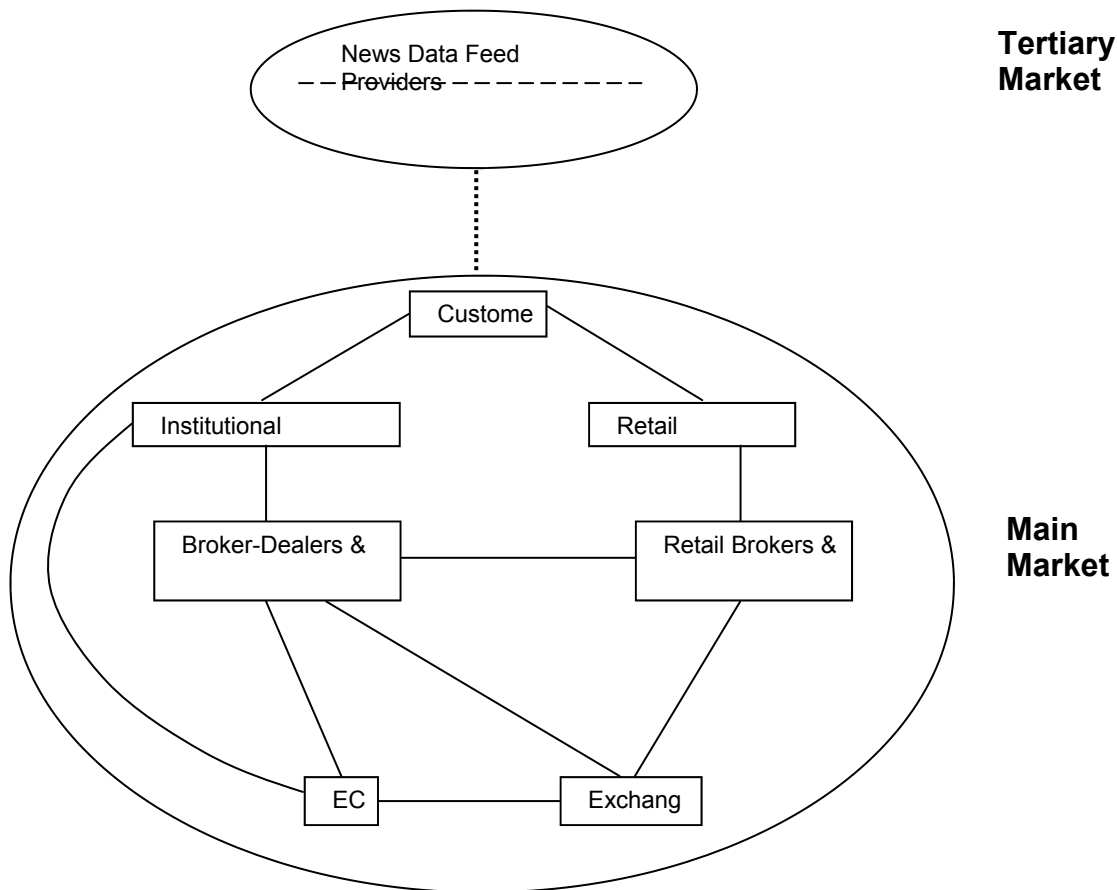 News Data Feed
Providers
Tertiary
Market
Custome
Institutional
Retail
Broker-Dealers &
Retail Brokers &
Main
Market
EC
Exchang